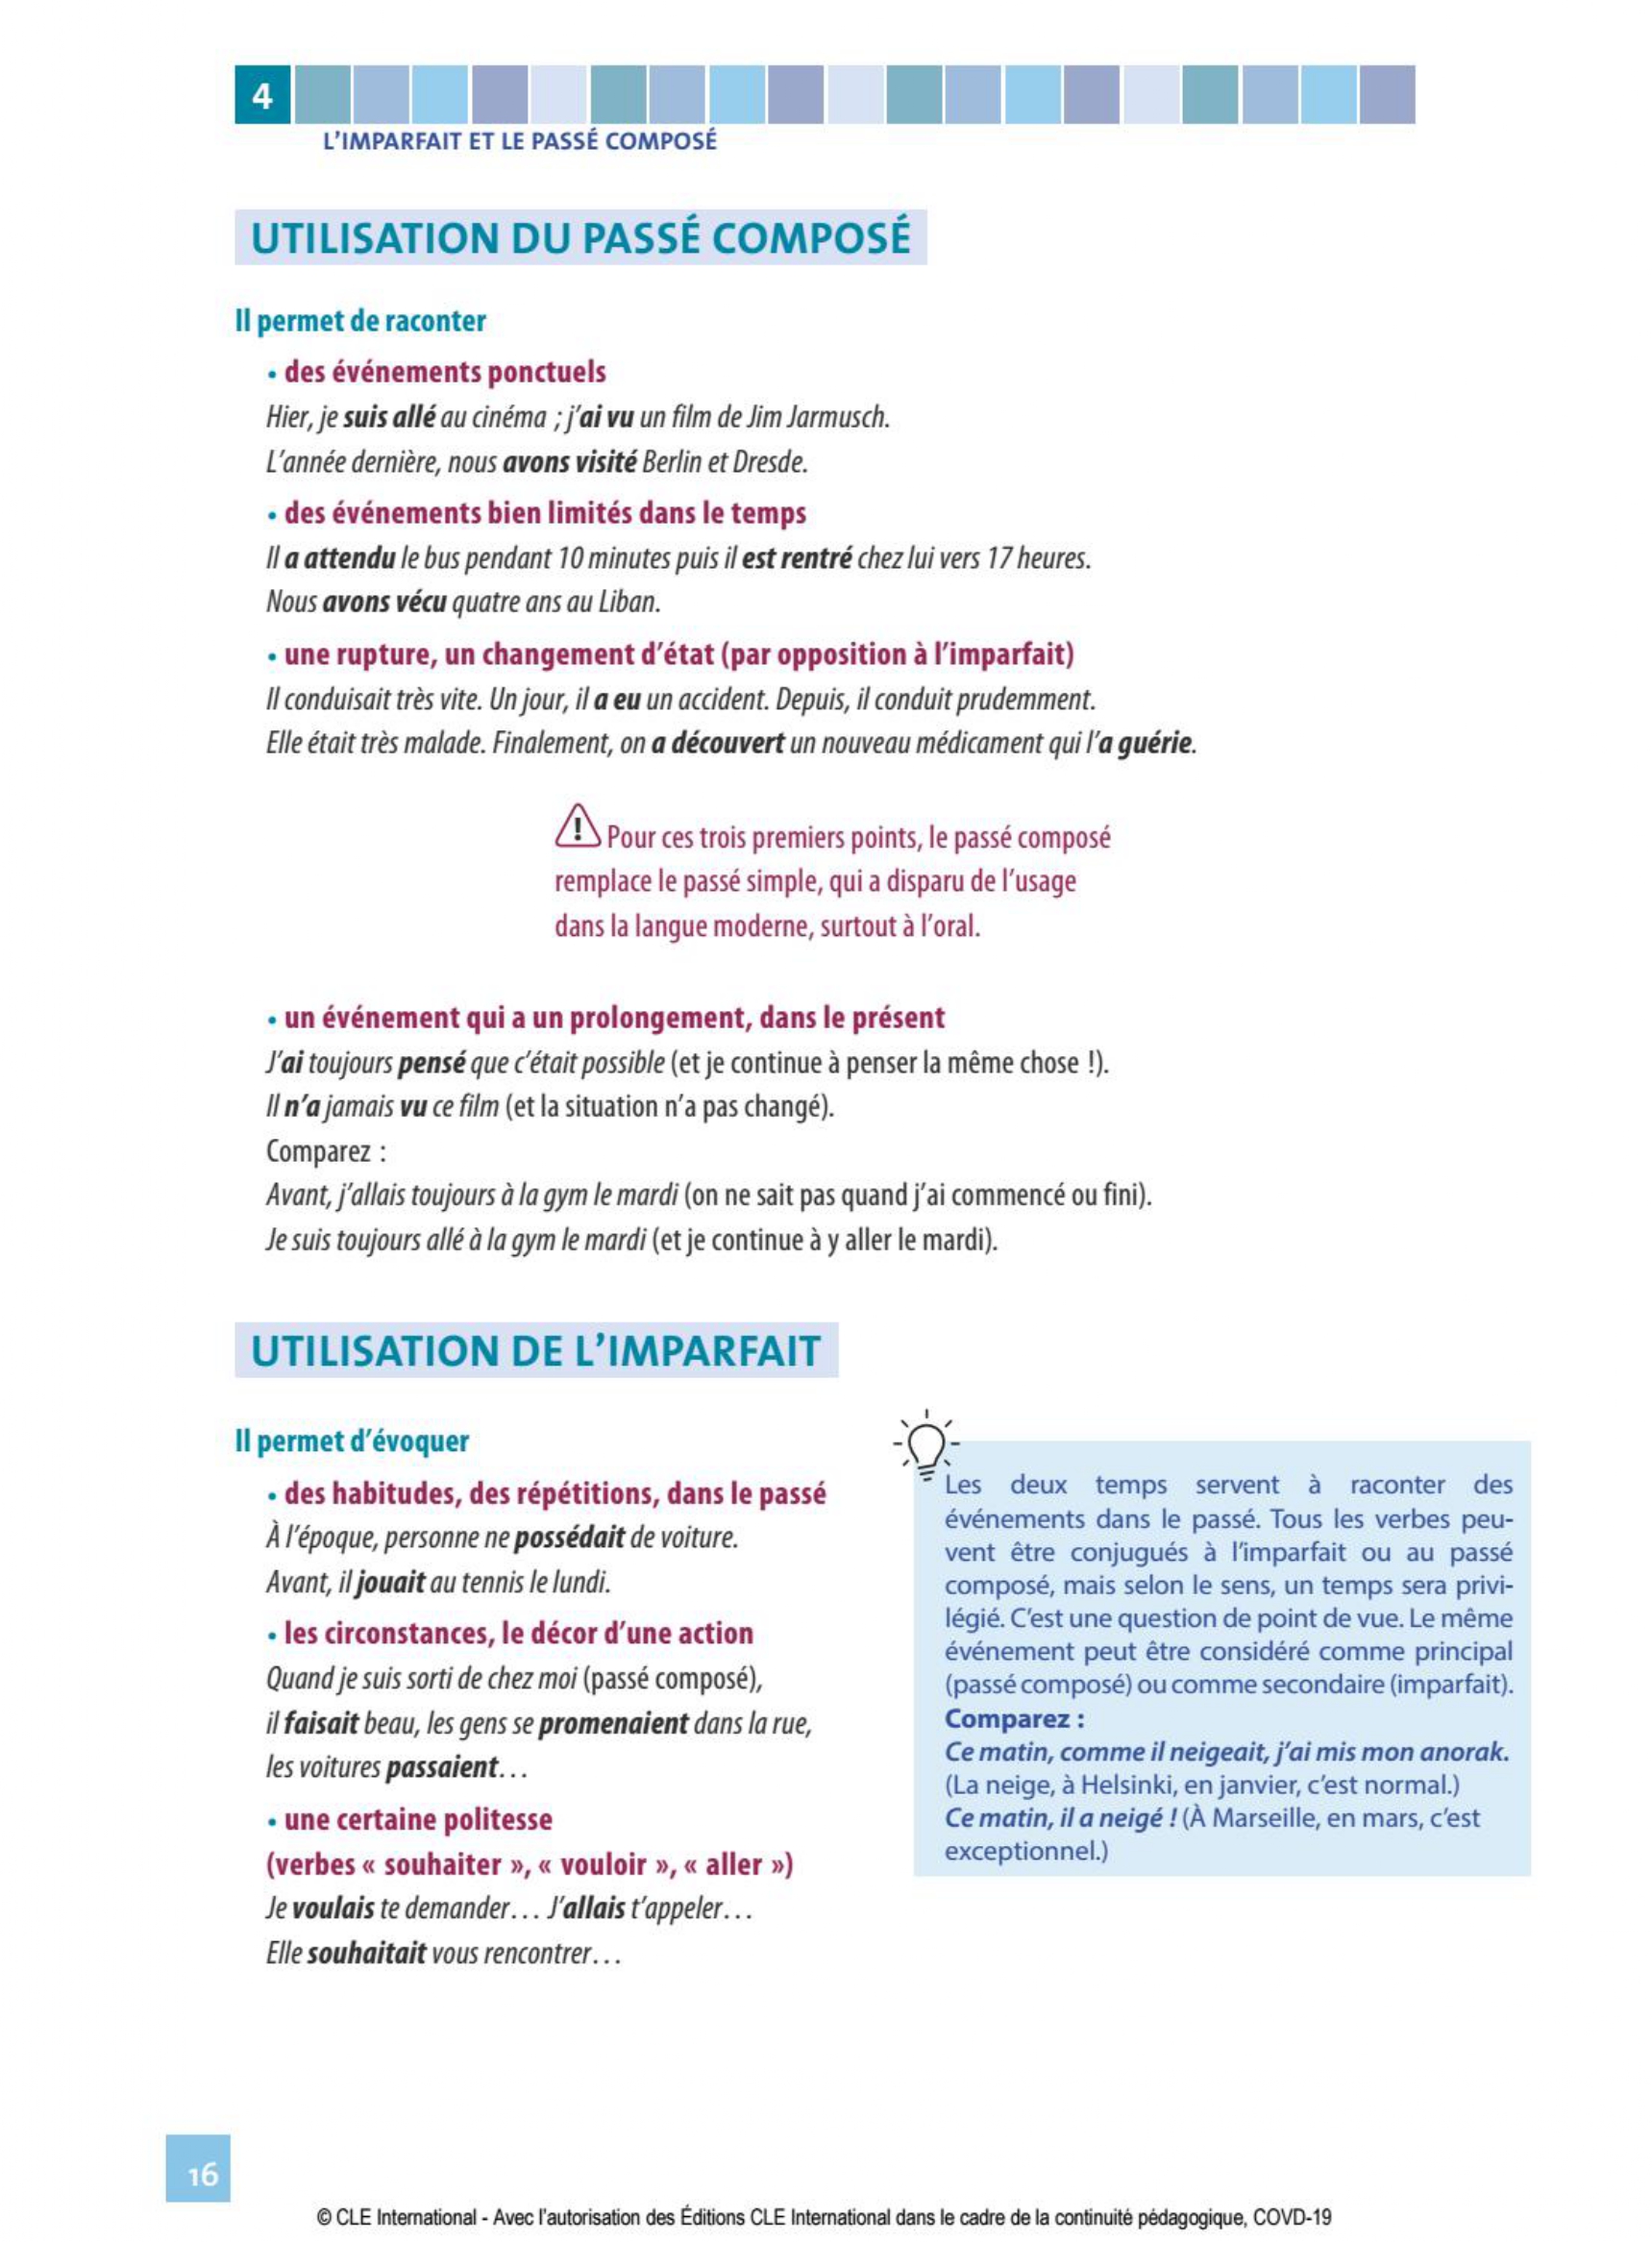 4
L'IMPARFAIT ET LE PASSÉ COMPOSÉ
UTILISATION DU PASSÉ COMPOSÉ
Il permet de raconter
• des événements ponctuels
Hier, je suis allé au cinéma ; j'ai vu un film de Jim Jarmusch.
L'année dernière, nous avons visité Berlin et Dresde.
• des événements bien limités dans le temps
Il a attendu le bus pendant 10 minutes puis il est rentré chez lui vers 17 heures.
Nous avons vécu quatre ans au Liban.
• une rupture, un changement d'état (par opposition à l'imparfait)
Il conduisait très vite. Un jour, il a eu un accident. Depuis, il conduit prudemment.
Elle était très malade. Finalement, on a découvert un nouveau médicament qui l'a guérie.
! Pour ces trois premiers points, le passé composé
remplace le passé simple, qui a disparu de l'usage
dans la langue moderne, surtout à l'oral.
• un événement qui a un prolongement, dans le présent
J'ai toujours pensé que c'était possible (et je continue à penser la même chose !).
Il n'a jamais vu ce film (et la situation n'a pas changé).
Comparez :
Avant, j'allais toujours à la gym le mardi (on ne sait pas quand j'ai commencé ou fini).
Je suis toujours allé à la gym le mardi (et je continue à y aller le mardi).
UTILISATION DE L'IMPARFAIT
Il permet d'évoquer
• des habitudes, des répétitions, dans le passé
À l'époque, personne ne possédait de voiture.
Avant, il jouait au tennis le lundi.
• les circonstances, le décor d'une action
Quand je suis sorti de chez moi (passé composé),
il faisait beau, les gens se promenaient dans la rue,
les voitures passaient...
• une certaine politesse
(verbes « souhaiter », « vouloir », « aller »)
Je voulais te demander... J'allais t'appeler...
Elle souhaitait vous rencontrer...
Les deux temps servent à raconter des
événements dans le passé. Tous les verbes peu-
vent être conjugués à l'imparfait ou au passé
composé, mais selon le sens, un temps sera privi-
légié. C'est une question de point de vue. Le même
événement peut être considéré comme principal
(passé composé) ou comme secondaire (imparfait).
Comparez :
Ce matin, comme il neigeait, j'ai mis mon anorak.
(La neige, à Helsinki, en janvier, c'est normal.)
Ce matin, il a neigé ! (À Marseille, en mars, c'est
exceptionnel.)
16
© CLE International - Avec l'autorisation des Éditions CLE International dans le cadre de la continuité pédagogique, COVD-19